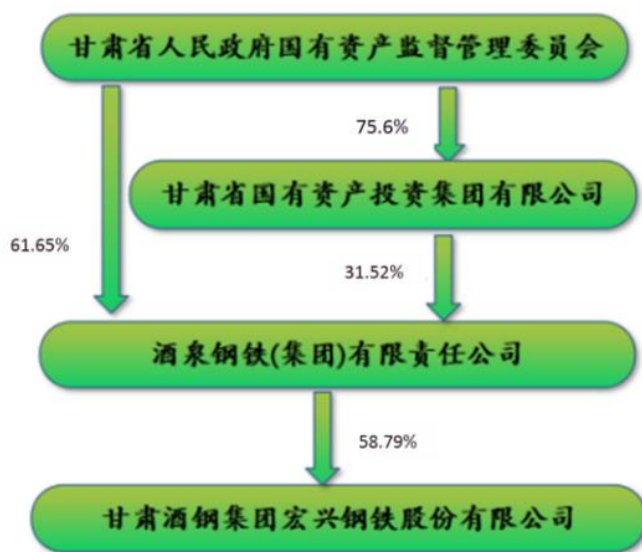 甘肃省人民政府国有资产监督管理委员会
75.6%
甘肃省国有资产投资集团有限公司
61.65%
31.52%
酒泉钢铁(集团)有限责任公司
58.79%
甘肃酒钢集团宏兴钢铁股份有限公司